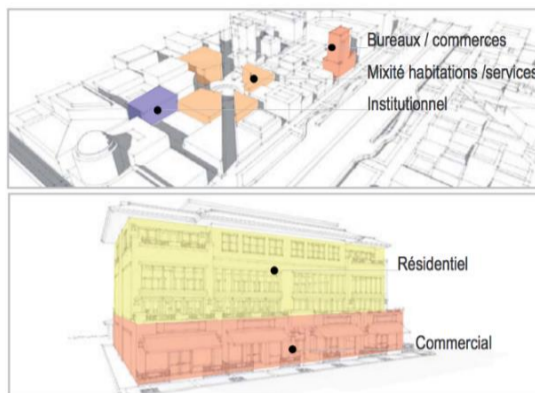 Bureaux / commerces
Mixité habitations /services
Institutionnel
Résidentiel
Commercial